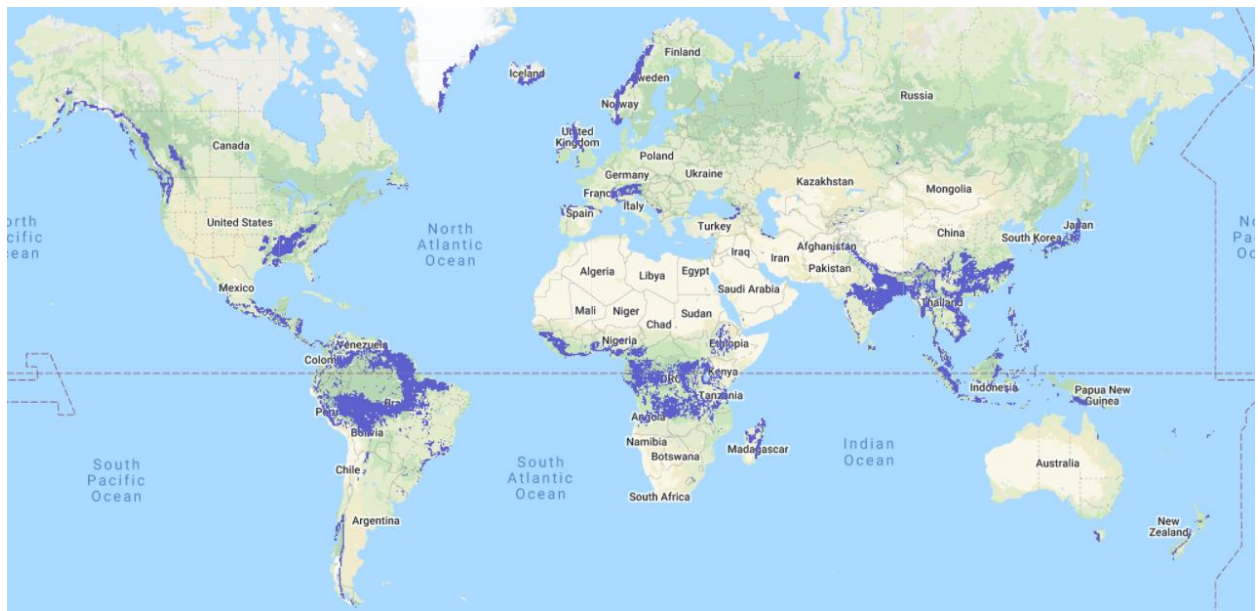 Iceland
Finland
Sweden
Norway
Russia
Canada
United
Kingdom
Poland
Germany
Ukraine
France
Kazakhstan
Mongolia
United States
Italy
Spain
Turkey
North
Atlantic
Ocean
China
South Korea
Japan
Afghanistan
Iraq
Iran
Pakistan
Algeria
Libya
Egypt
Saudi Arabia
Mexico
Mali
Niger
Chad
Sudan
Thailand
Venezuela
Nigeria
Ethiopia
DRC
Kenya
Indonesia
Papua New
Guinea
Tanzania
Angola
Bolivia
Namibia
Botswana
Madagascar
Indian
Ocean
South
Pacific
Ocean
Chile
South
Atlantic
Ocean
Australia
South Africa
Argentina
New
Zealand